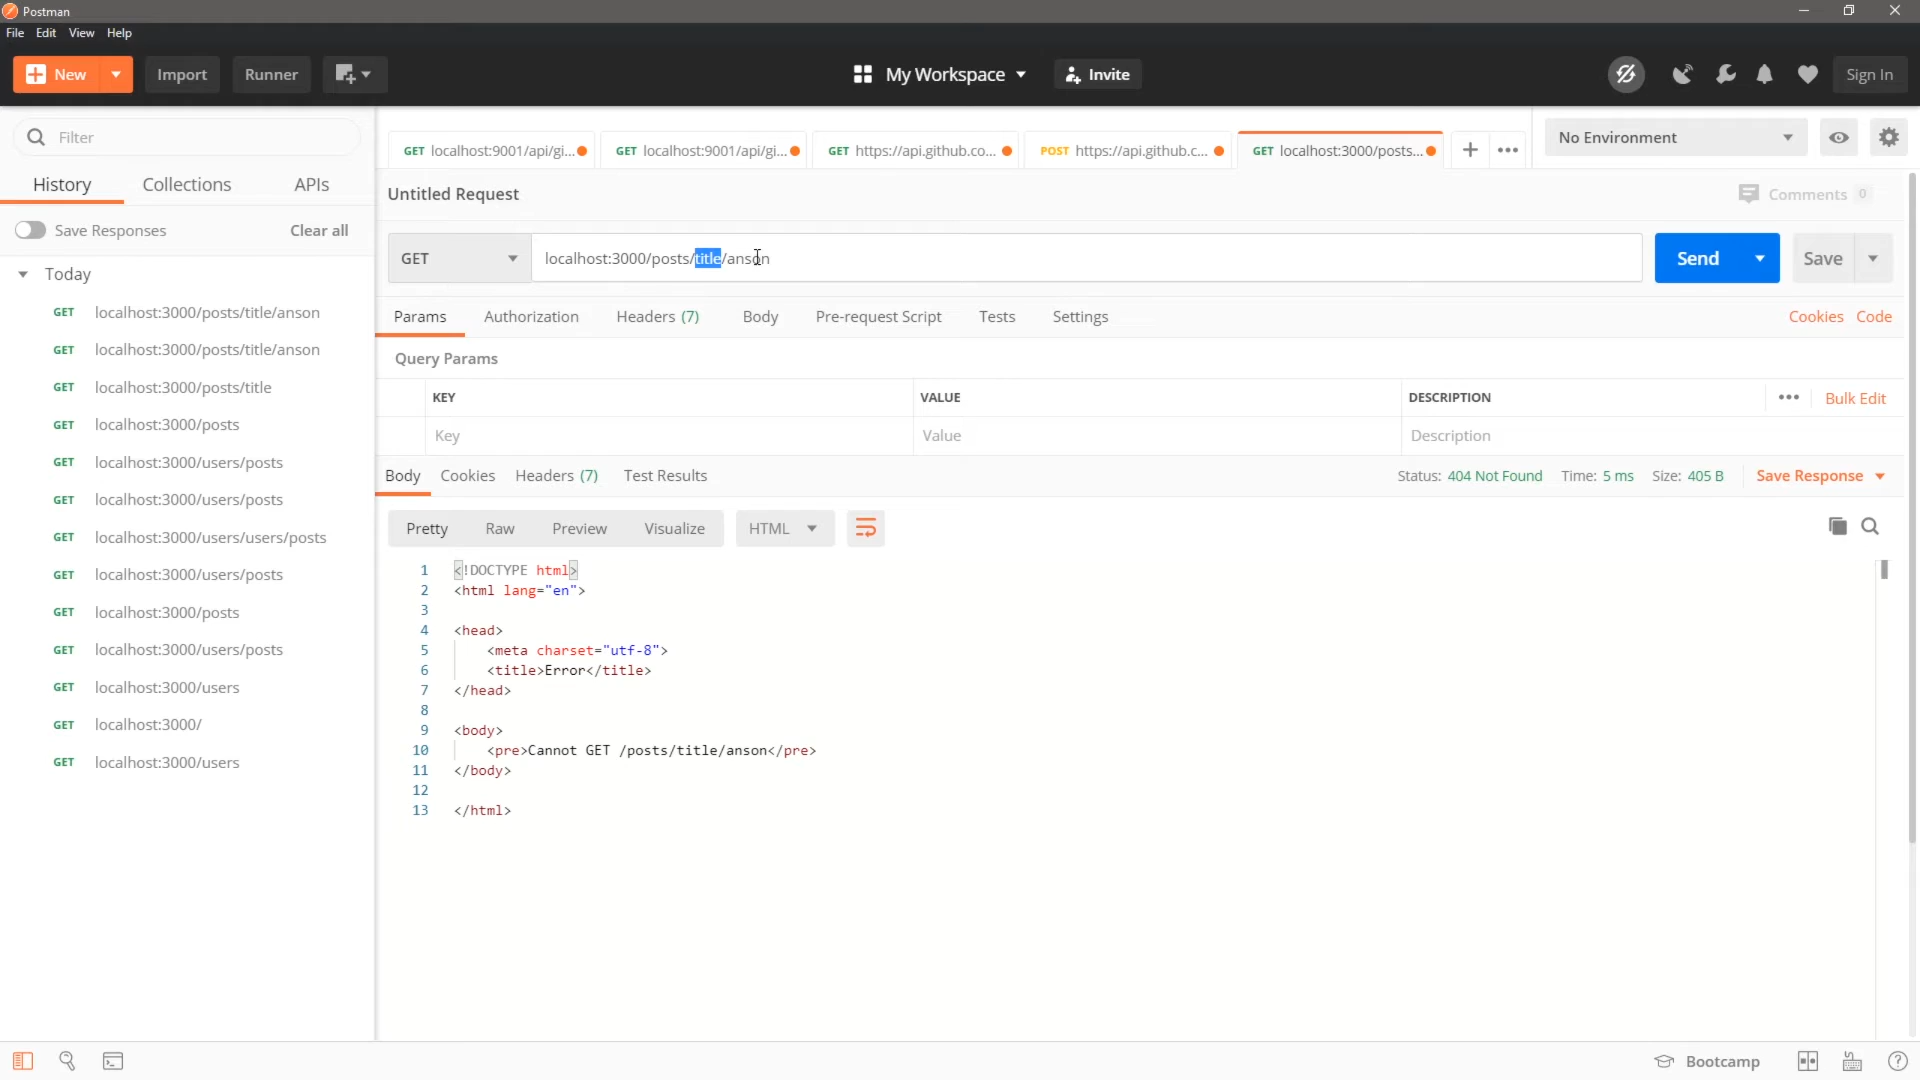 Postman
File Edit View Help
New Import Runner My Workspace Invite Sign In
Filter
History Collections APIs
Save Responses Clear all
Today
GET localhost:3000/posts/title/anson
GET localhost:3000/posts/title/anson
GET localhost:3000/posts/title
GET localhost:3000/posts
GET localhost:3000/users/posts
GET localhost:3000/users/posts
GET localhost:3000/users/users/posts
GET localhost:3000/users/posts
GET localhost:3000/posts
GET localhost:3000/users/posts
GET localhost:3000/users
GET localhost:3000/
GET localhost:3000/users
GET localhost:9001/api/gi... GET localhost:9001/api/gi... GET https://api.github.co... POST https://api.github.c... GET localhost:3000/posts... No Environment
Untitled Request Comments 0
GET localhost:3000/posts/title/anson Send Save
Params Authorization Headers (7) Body Pre-request Script Tests Settings Cookies Code
Query Params
KEY VALUE DESCRIPTION Bulk Edit
Key Value Description
Body Cookies Headers (7) Test Results Status: 404 Not Found Time: 5 ms Size: 405 B Save Response
Pretty Raw Preview Visualize HTML
1 <!DOCTYPE html>
2 <html lang="en">
3
4 <head>
5 <meta charset="utf-8">
6 <title>Error</title>
7 </head>
8
9 <body>
10 <pre>Cannot GET /posts/title/anson</pre>
11 </body>
12
13 </html>
Bootcamp